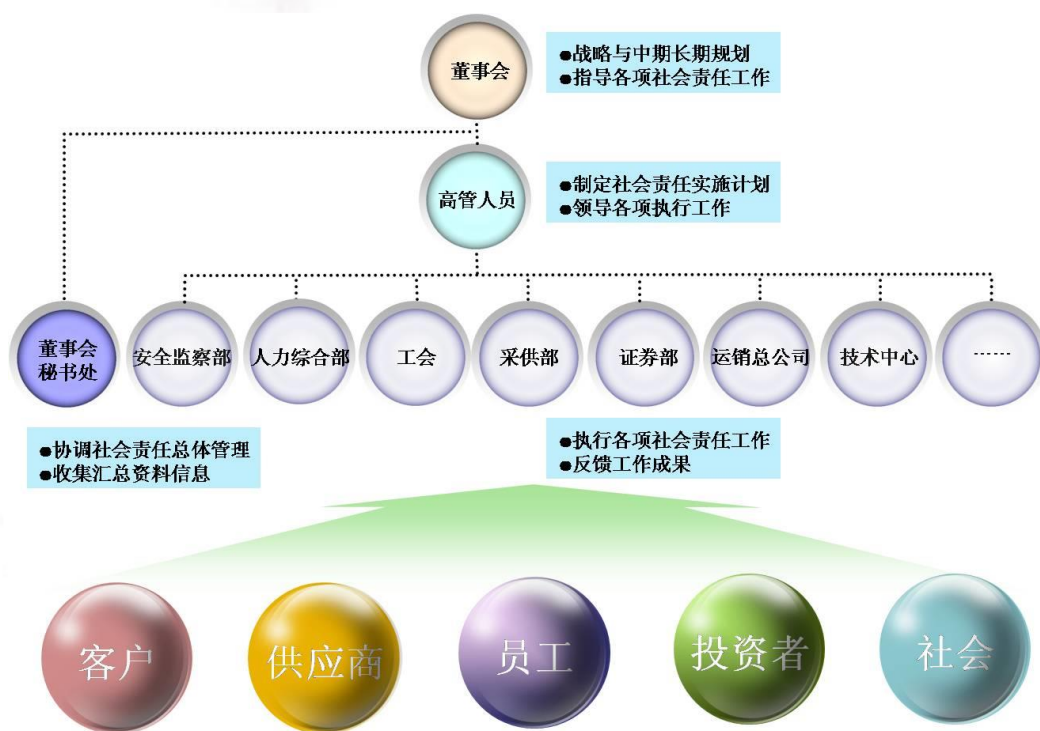 董事会
●战略与中期长期规划
●指导各项社会责任工作
高管人员
●制定社会责任实施计划
●领导各项执行工作
董事会
秘书处
安全监察部
人力综合部
工会
采供部
证券部
运销总公司
技术中心
······
●协调社会责任总体管理
●收集汇总资料信息
●执行各项社会责任工作
●反馈工作成果
客户
供应商
员工
投资者
社会